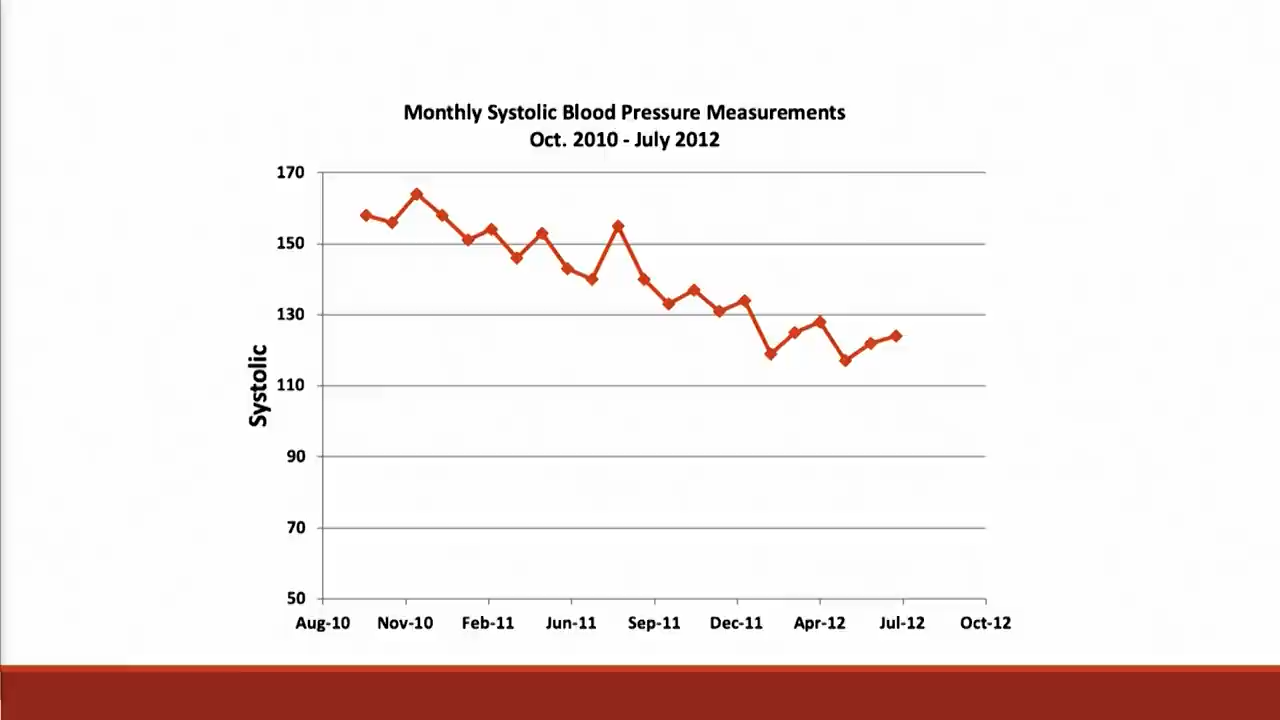 Monthly Systolic Blood Pressure Measurements
Oct. 2010 - July 2012
170
150
130
110
90
70
50
Systolic
Aug-10 Nov-10 Feb-11 Jun-11 Sep-11 Dec-11 Apr-12 Jul-12 Oct-12